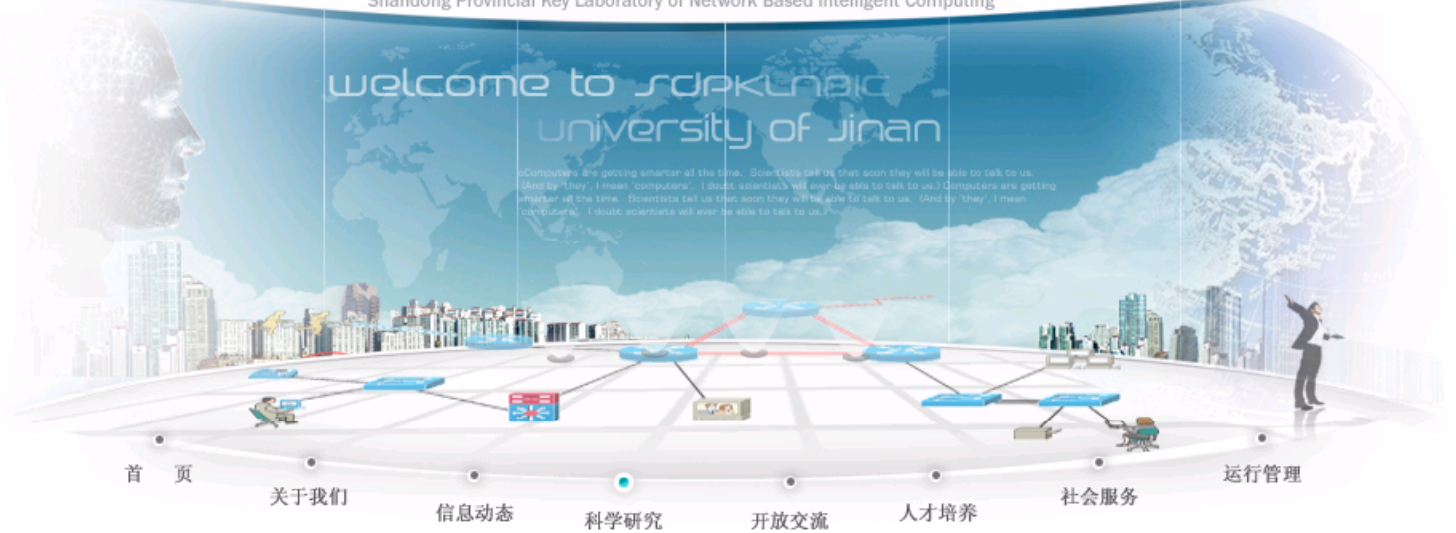 Shandong Provincial Key Laboratory of Network Based Intelligent Computing
welcome to SDPKLNBIC
university of Jinan
Computers are getting smarter all the time. Scientists tell us that soon they will be able to talk to us.
(And by 'they', I mean 'computers'. I doubt scientists will ever be able to talk to us.) Computers are getting
smarter all the time. Scientists tell us that soon they will be able to talk to us. (And by 'they', I mean
'computers'. I doubt scientists will ever be able to talk to us.)
首 页
关于我们
信息动态
科学研究
开放交流
人才培养
社会服务
运行管理